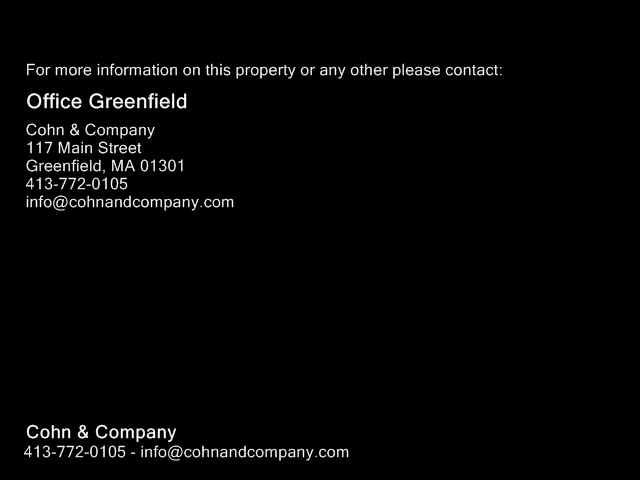 For more information on this property or any other please contact:
Office Greenfield
Cohn & Company
117 Main Street
Greenfield, MA 01301
413-772-0105
info@cohnandcompany.com
Cohn & Company
413-772-0105 - info@cohnandcompany.com